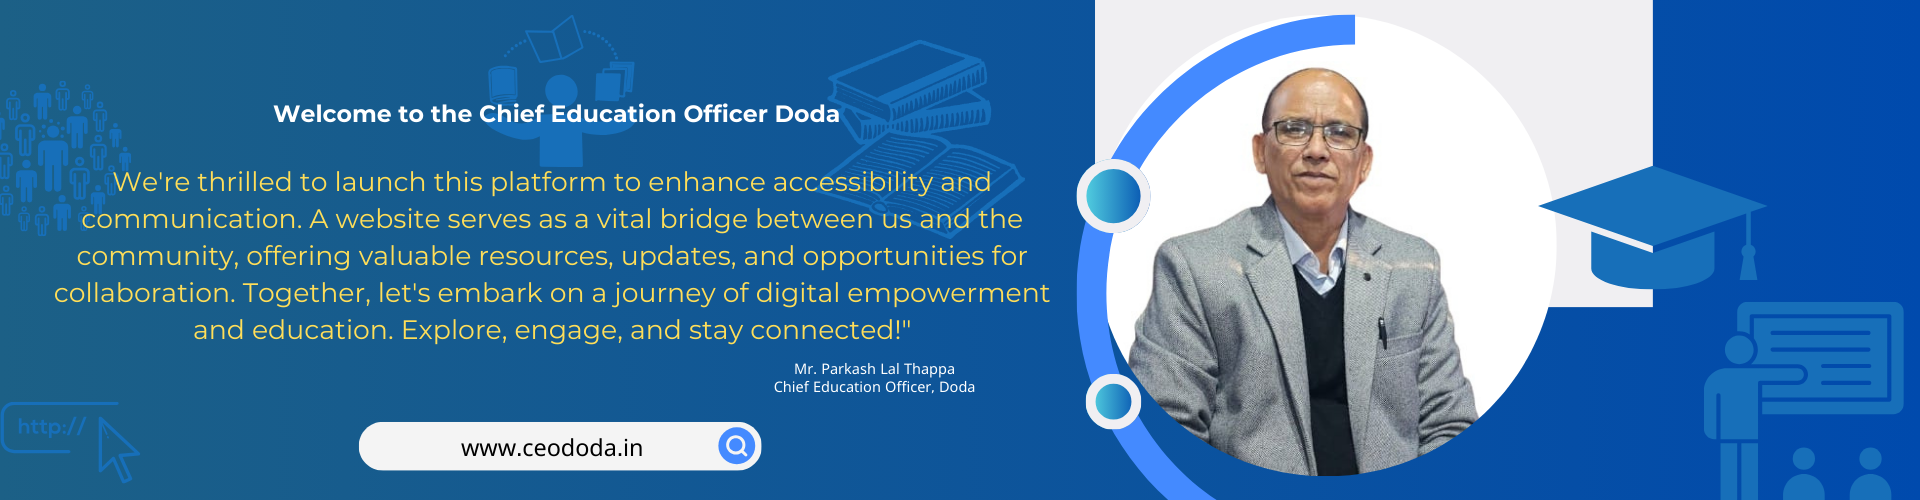 Welcome to the Chief Education Officer Doda
We're thrilled to launch this platform to enhance accessibility and
communication. A website serves as a vital bridge between us and the
community, offering valuable resources, updates, and opportunities for
collaboration. Together, let's embark on a journey of digital empowerment
and education. Explore, engage, and stay connected!"
Mr. Parkash Lal Thappa
Chief Education Officer, Doda
http://
www.ceododa.in